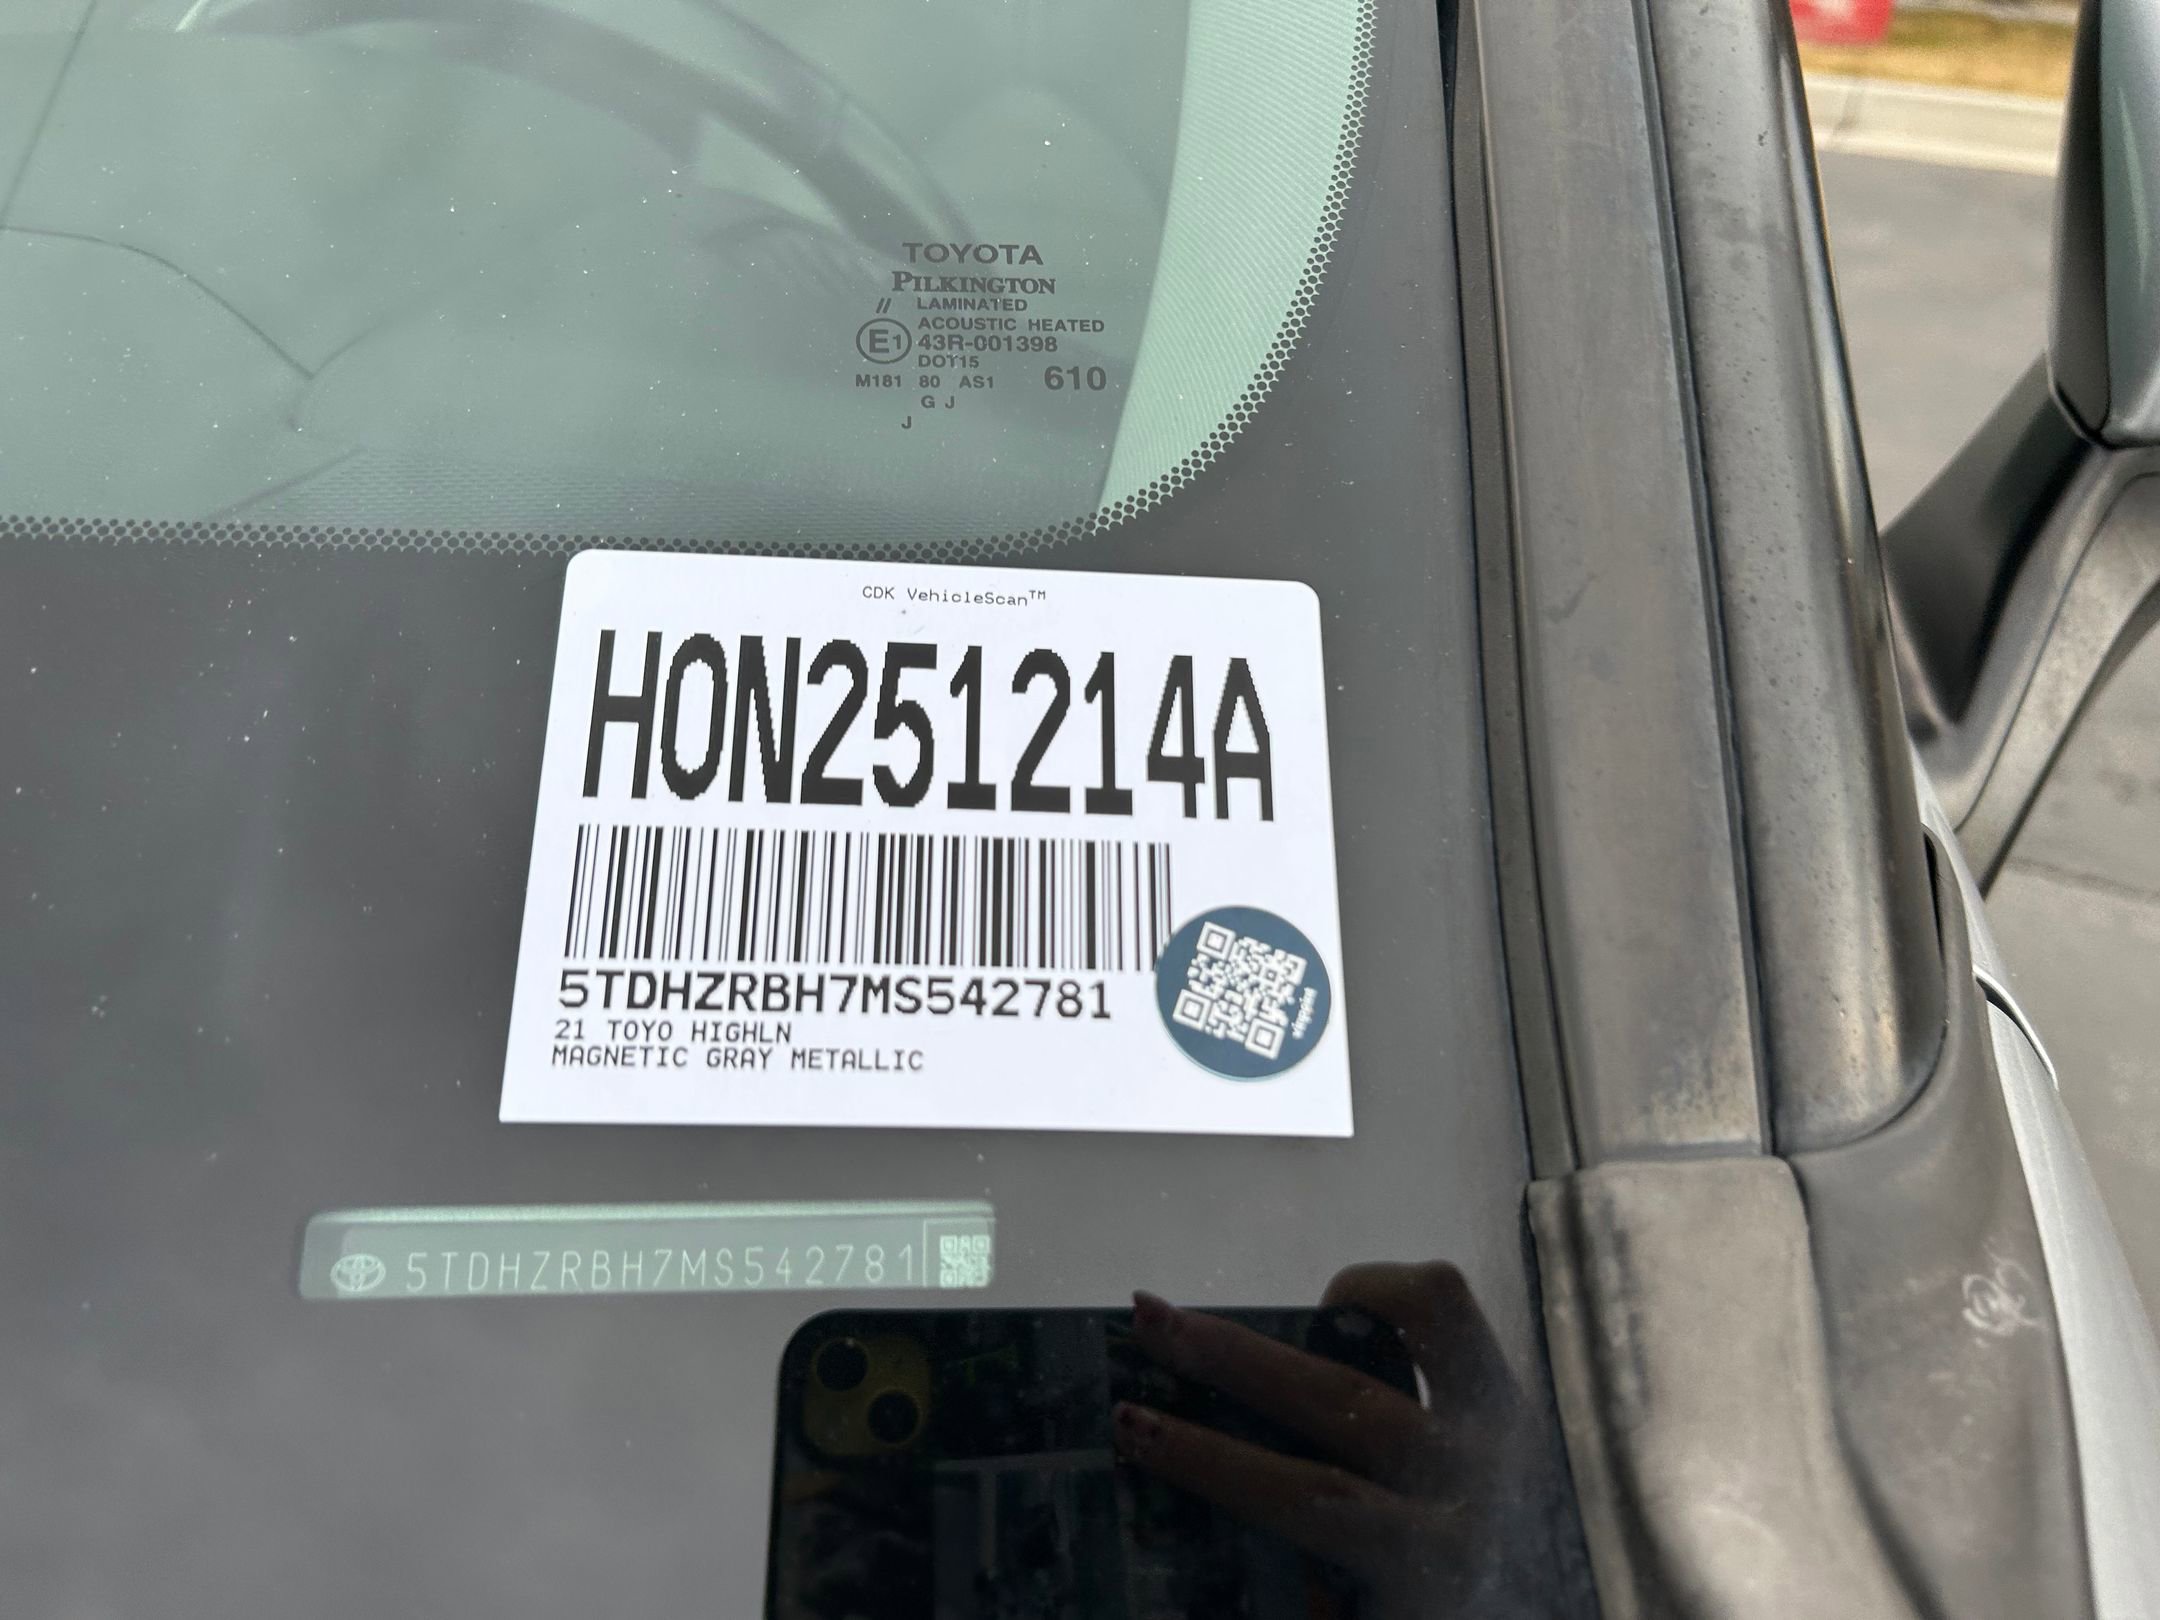 TOYOTA
PILKINGTON
// LAMINATED
ACOUSTIC HEATED
E1 43R-001398
DOT15
M181 80 AS1 610
G J
J
CDK VehicleScan™
HON251214A
5TDHZRBH7MS542781
21 TOYO HIGHLN
MAGNETIC GRAY METALLIC
5TDHZRBH7MS542781